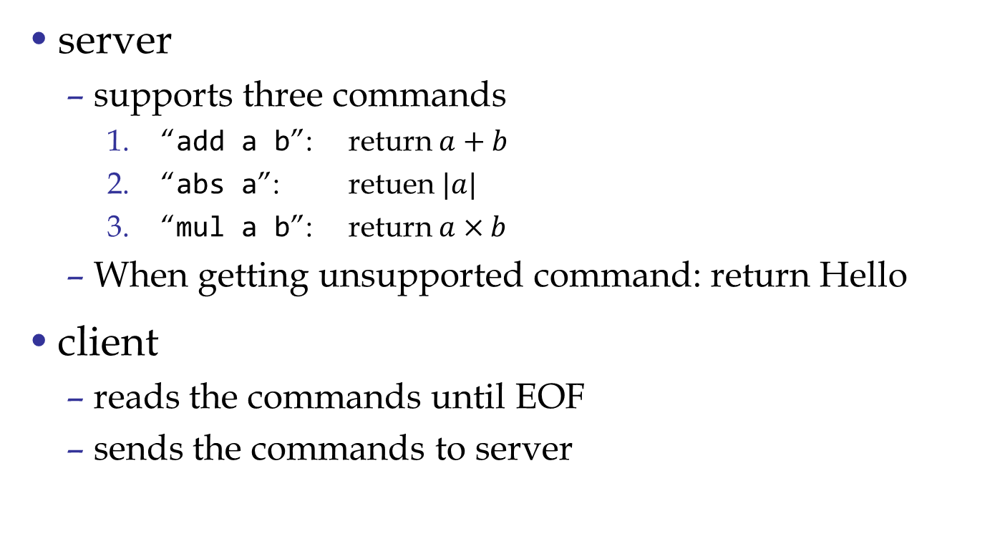 • server
– supports three commands
1. “add a b”: return a + b
2. “abs a”: retuen |a|
3. “mul a b”: return a × b
– When getting unsupported command: return Hello
• client
– reads the commands until EOF
– sends the commands to server